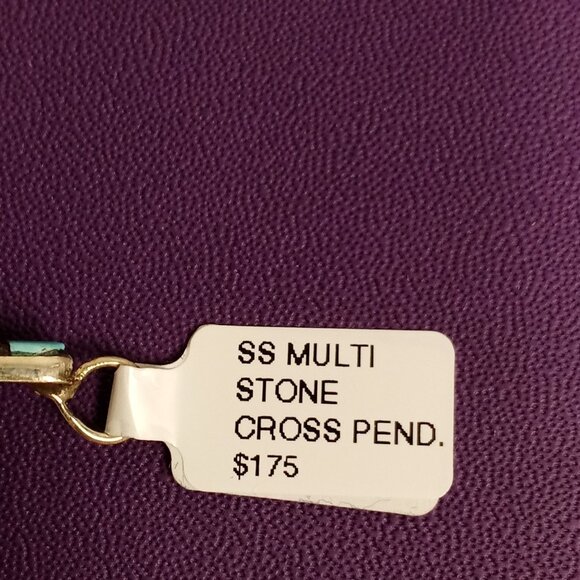 SS MULTI
STONE
CROSS PEND.
$175